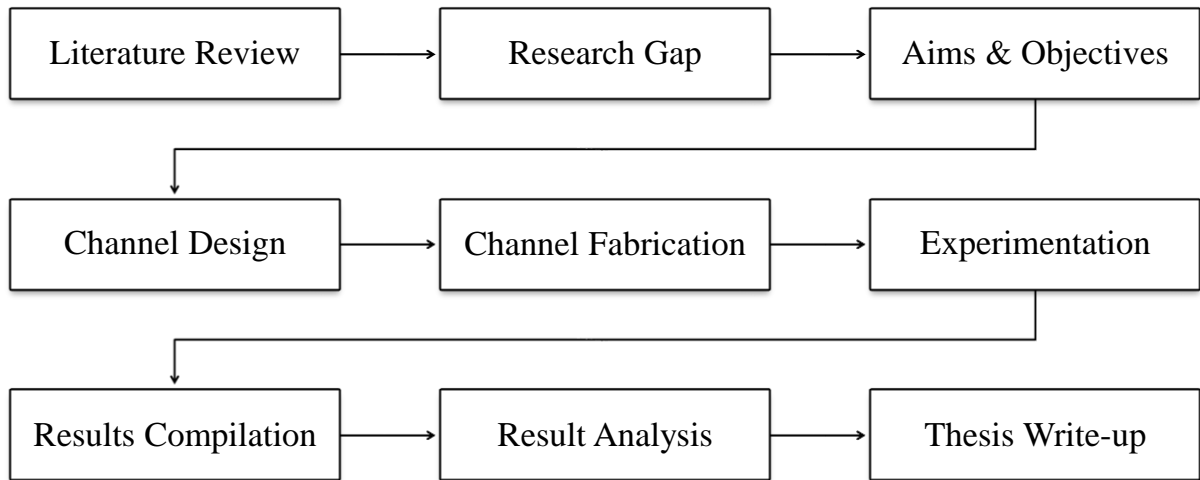 Literature Review
Research Gap
Aims & Objectives
Channel Design
Channel Fabrication
Experimentation
Results Compilation
Result Analysis
Thesis Write-up